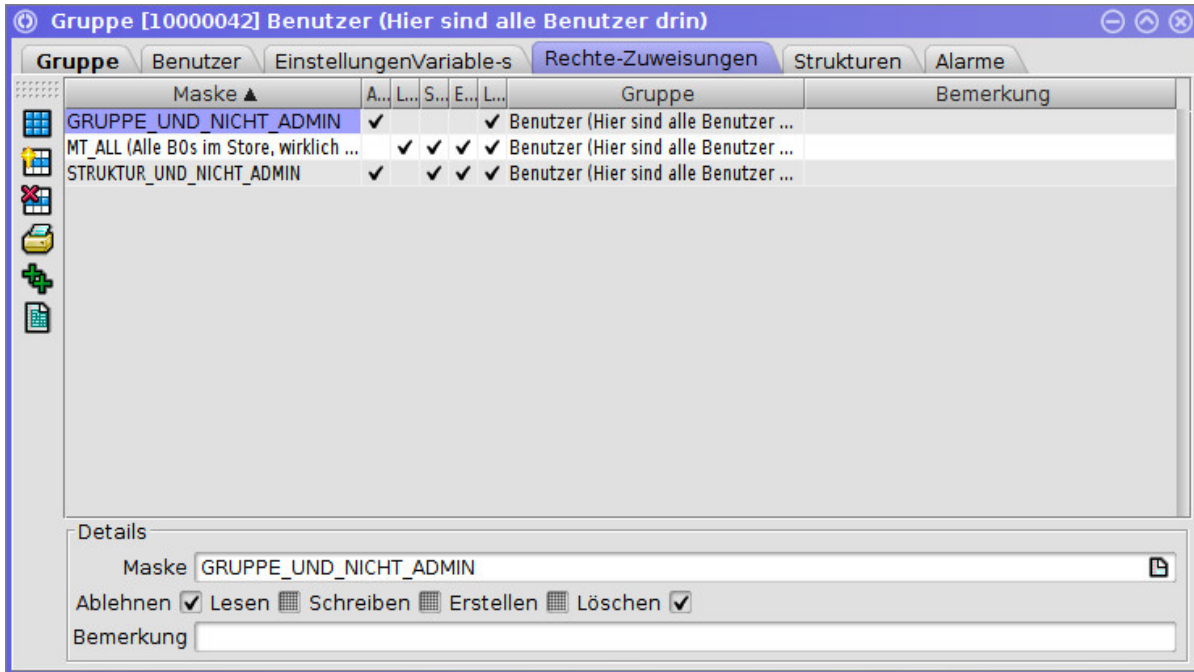 Gruppe [10000042] Benutzer (Hier sind alle Benutzer drin)
Gruppe Benutzer EinstellungenVariable-s Rechte-Zuweisungen Strukturen Alarme
Maske A... L... S... E... L... Gruppe Bemerkung
GRUPPE_UND_NICHT_ADMIN Benutzer (Hier sind alle Benutzer ...
MT_ALL (Alle BOs im Store, wirklich ... Benutzer (Hier sind alle Benutzer ...
STRUKTUR_UND_NICHT_ADMIN Benutzer (Hier sind alle Benutzer ...
Details
Maske GRUPPE_UND_NICHT_ADMIN
Ablehnen Lesen Schreiben Erstellen Löschen
Bemerkung